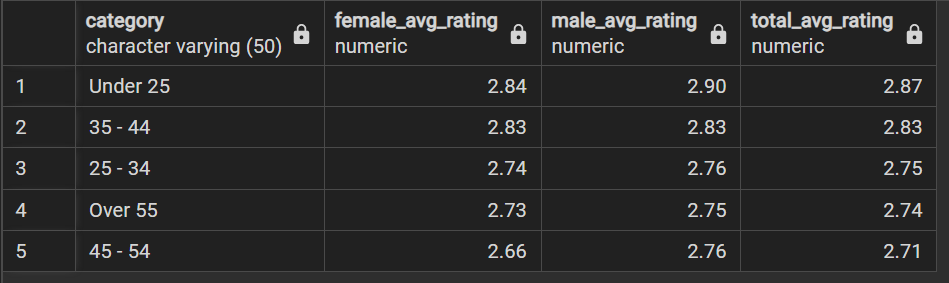 category female_avg_rating male_avg_rating total_avg_rating
character varying (50) numeric numeric numeric
1 Under 25 2.84 2.90 2.87
2 35 - 44 2.83 2.83 2.83
3 25 - 34 2.74 2.76 2.75
4 Over 55 2.73 2.75 2.74
5 45 - 54 2.66 2.76 2.71